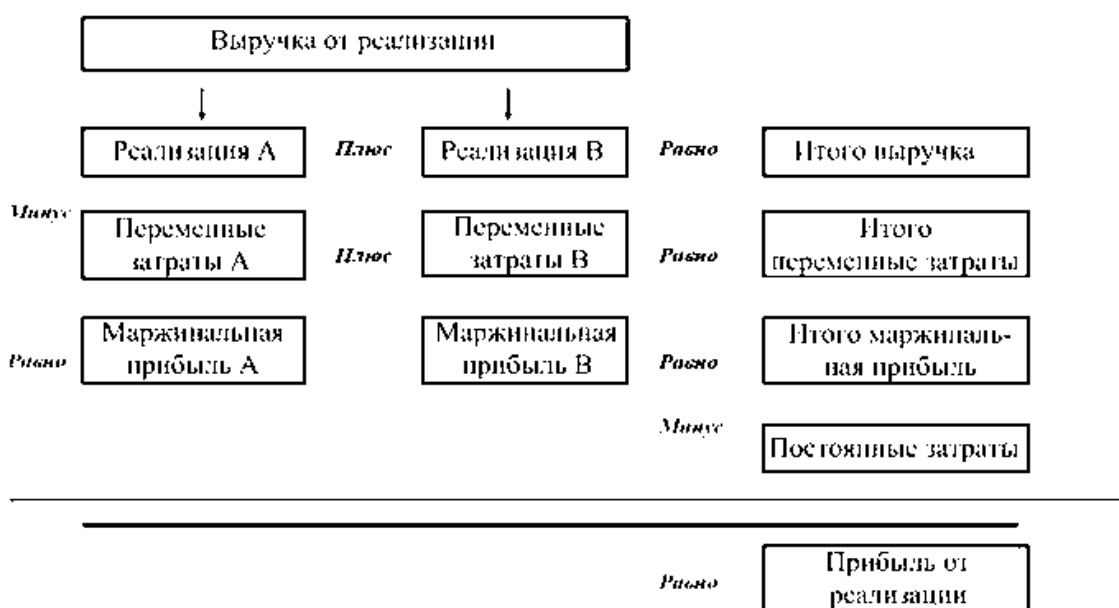 Выручка от реализации
Реализация А Плюс Реализация В Равно Итого выручка
Минус
Переменные Переменные Итого
затраты А Плюс затраты В Равно переменные затраты
Маржинальная Маржинальная Итого маржиналь-
Равно прибыль А прибыль В Равно ная прибыль
Минус
Постоянные затраты
Прибыль от
Равно реализации